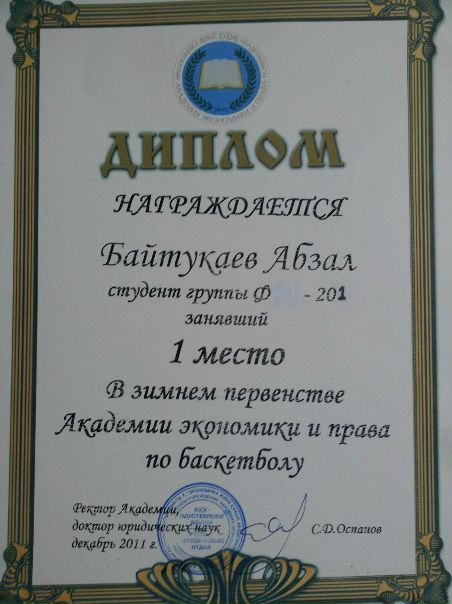 ДИПЛОМ
НАГРАЖДАЕТСЯ
Байтукаев Абзал
студент группы Ф - 201
занявший
1 место
В зимнем первенстве
Академии экономики и права
по баскетболу
Ректор Академии,
доктор юридических наук
декабрь 2011 г.
С.Д.Оспанов